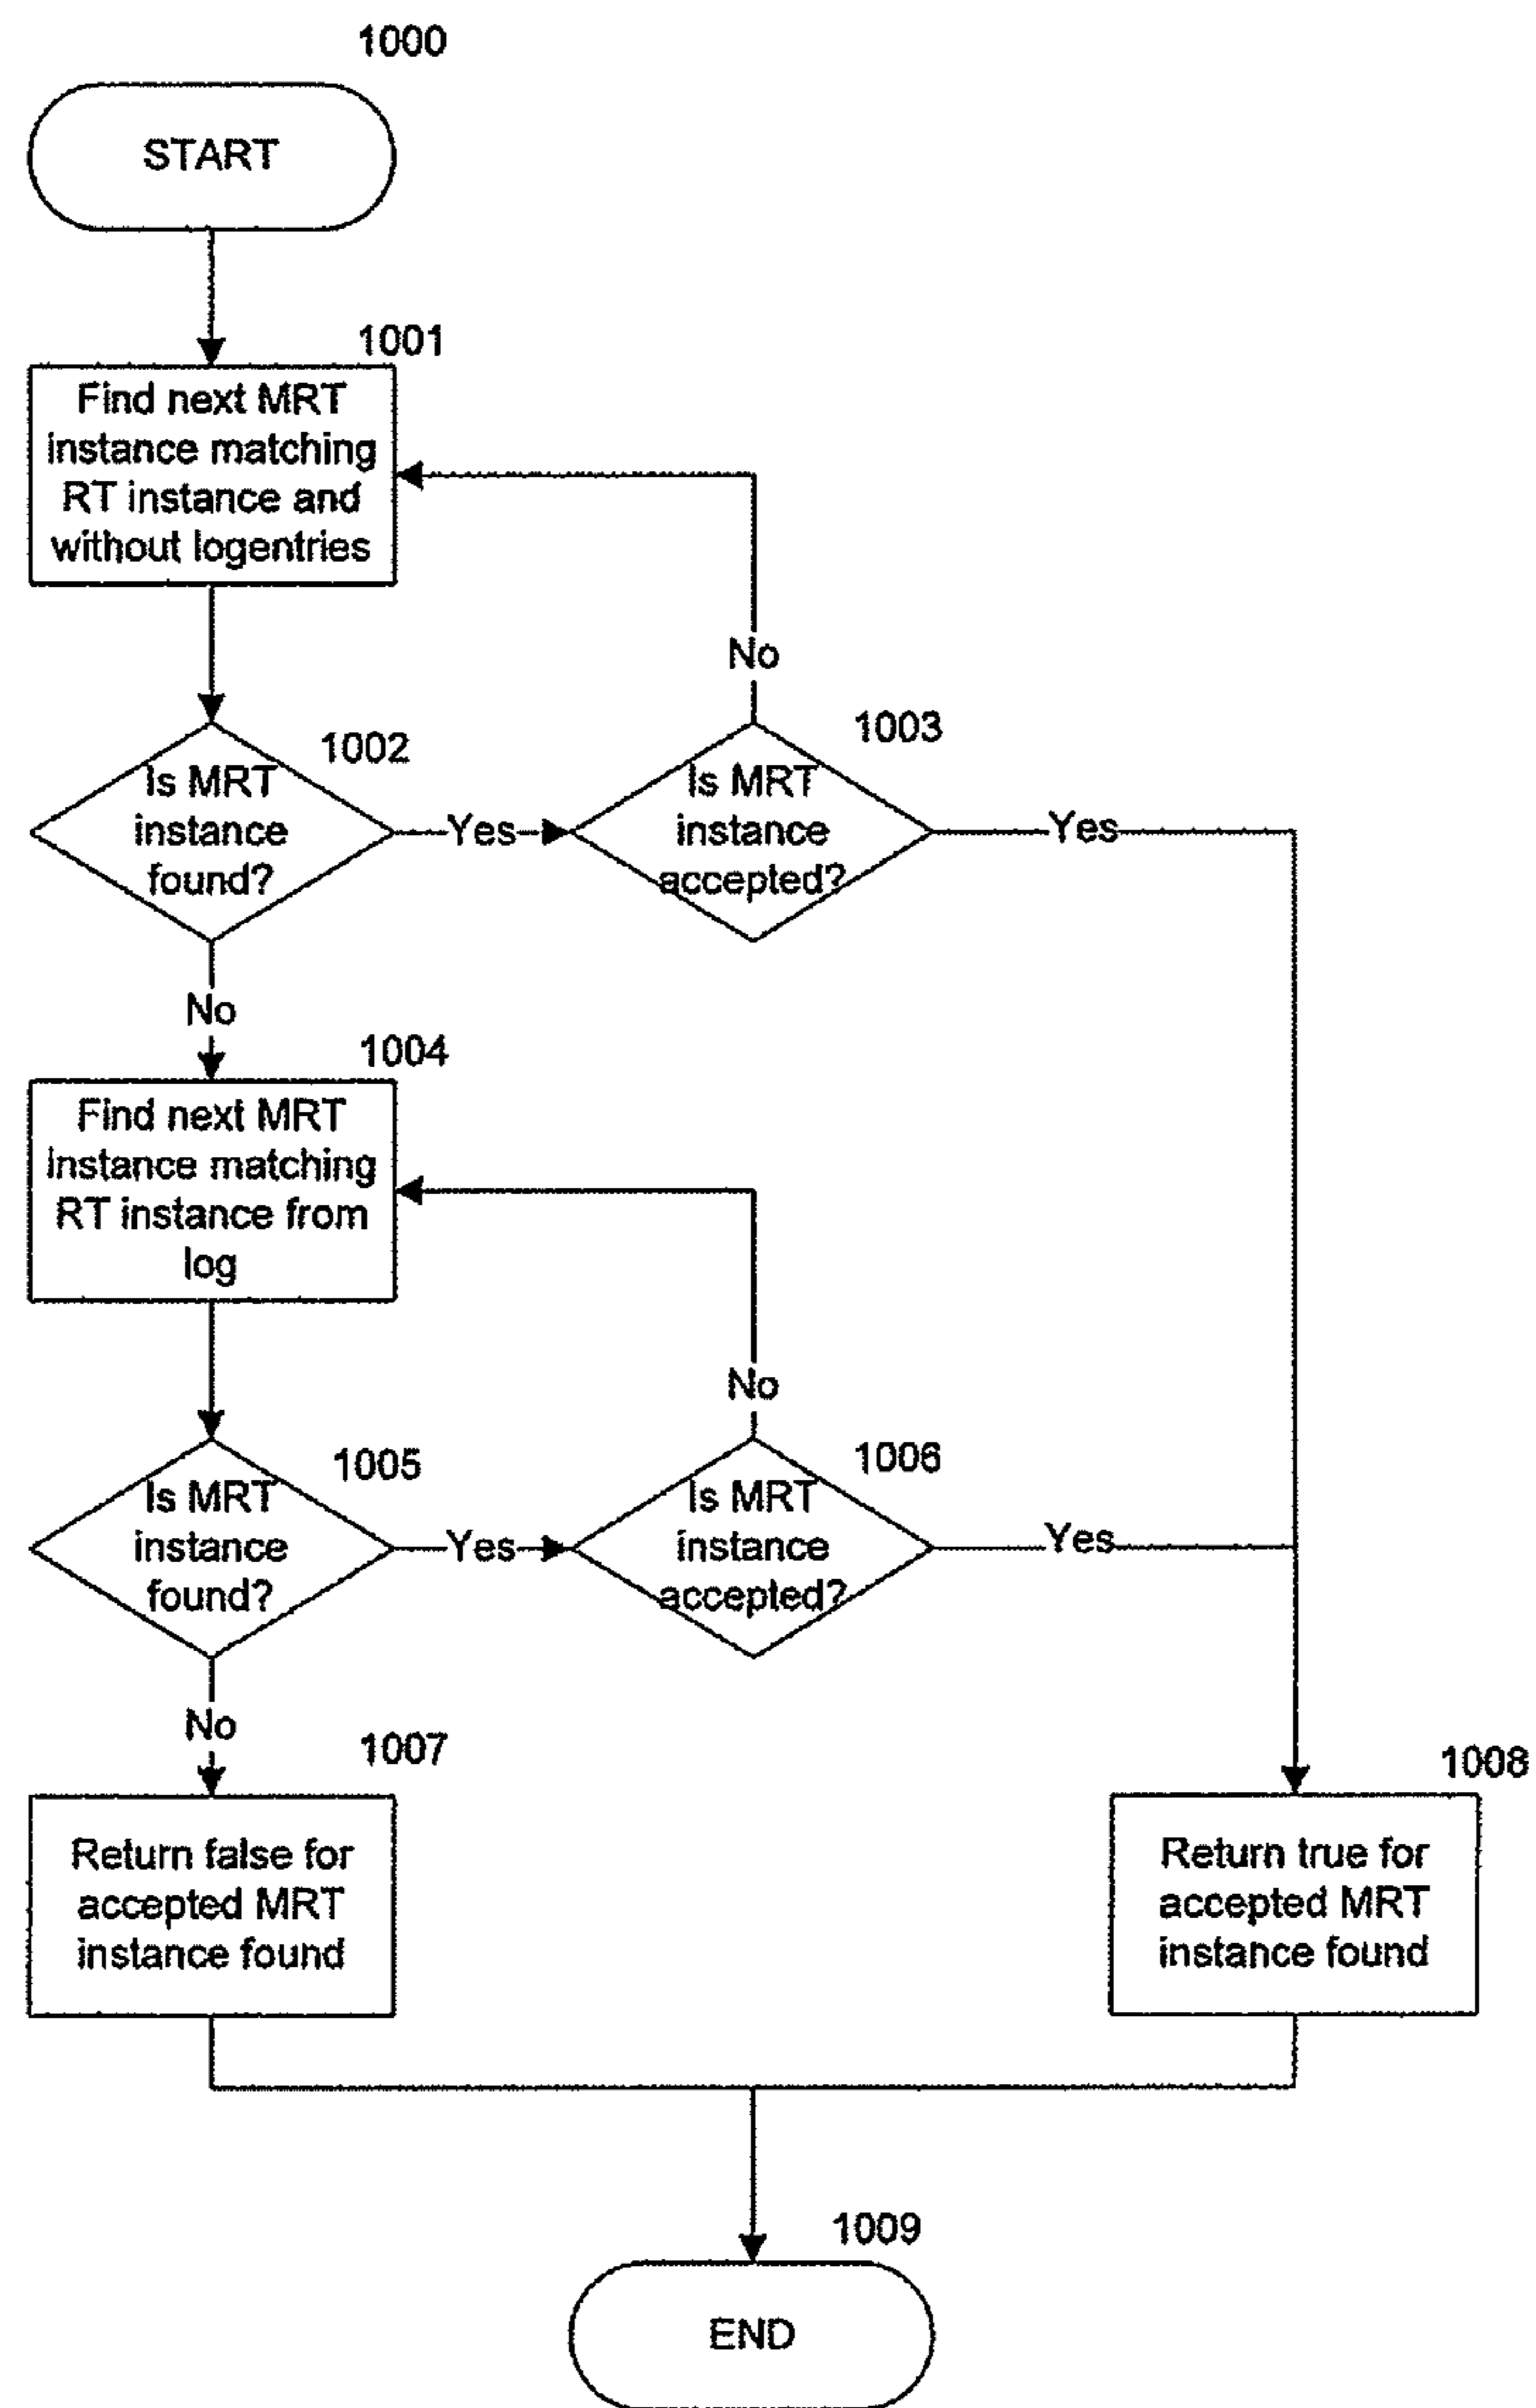 1000
START
1001
Find next MRT
instance matching
RT instance and
without logentries
No
1002
Is MRT
instance
found?
Yes
1003
Is MRT
instance
accepted?
Yes
No
1004
Find next MRT
instance matching
RT instance from
log
No
1005
Is MRT
instance
found?
Yes
1006
Is MRT
instance
accepted?
Yes
No
1007
Return false for
accepted MRT
instance found
1008
Return true for
accepted MRT
instance found
1009
END